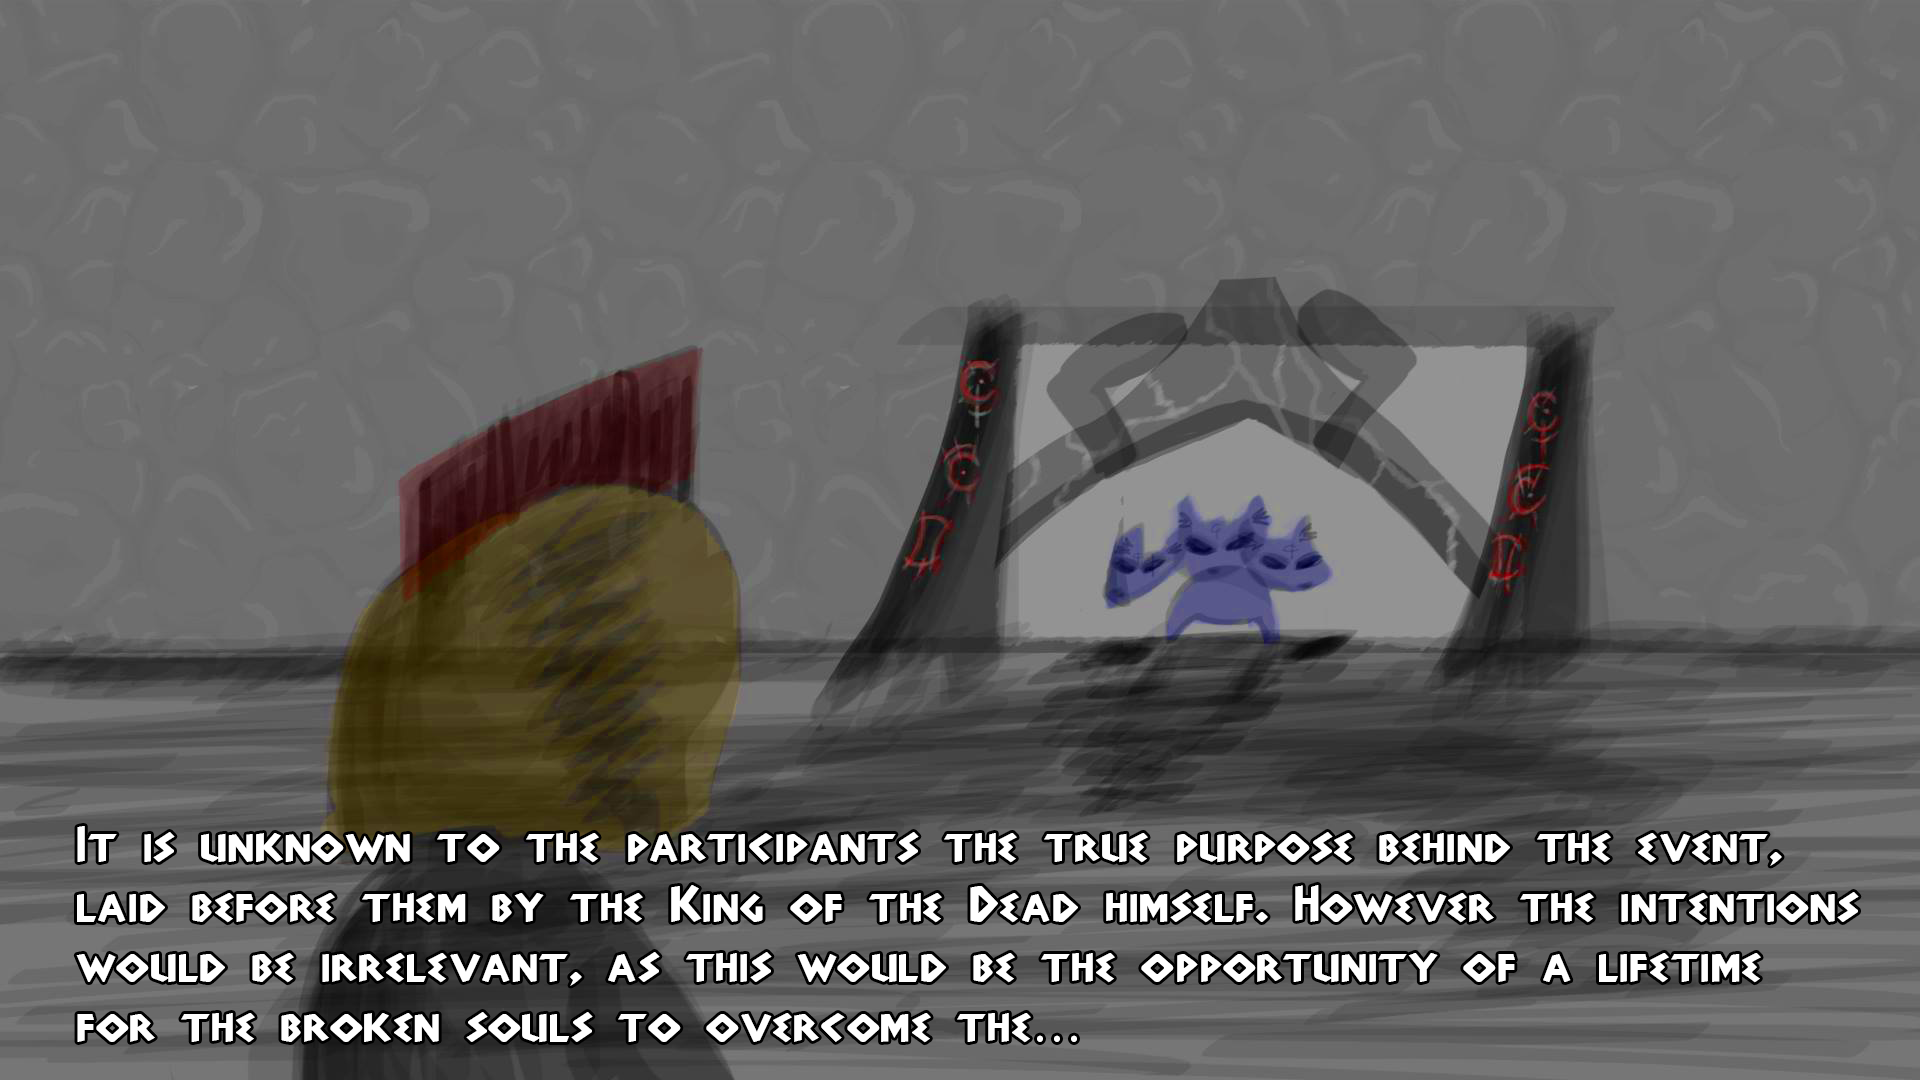 It is unknown to the participants the true purpose behind the event,
laid before them by the King of the Dead himself. However the intentions
would be irrelevant, as this would be the opportunity of a lifetime
for the broken souls to overcome the...